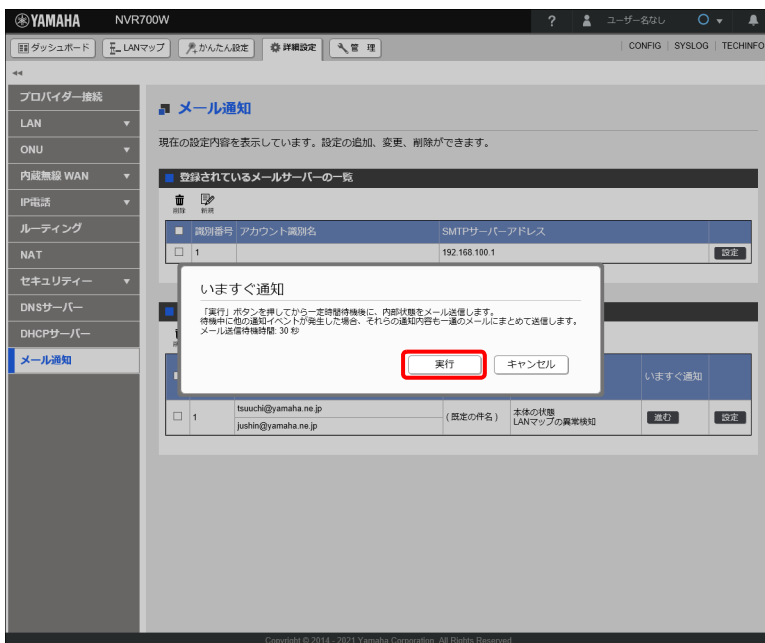 YAMAHA NVR700W ? ユーザーなし
ダッシュボード LANマップ かんたん設定 詳細設定 管 理 CONFIG SYSLOG TECHINFO
プロバイダー接続
LAN
ONU
内蔵無線 WAN
IP電話
ルーティング
NAT
セキュリティー
DNSサーバー
DHCPサーバー
メール通知
メール通知
現在の設定内容を表示しています。設定の追加、変更、削除ができます。
登録されているメールサーバーの一覧
削除 新規
識別番号 アカウント識別名 SMTPサーバーアドレス
1 192.168.100.1 設定
いますぐ通知
「実行」ボタンを押してから一定時間待機後に、内部状態をメール送信します。
待機中に他の通知イベントが発生した場合、それらの通知内容も一通のメールにまとめて送信します。
メール送信待機時間: 30 秒
実行 キャンセル
いますぐ通知
1 tsuuchi@yamaha.ne.jp
jushin@yamaha.ne.jp
(既定の件名)
本体の状態
LANマップの異常検知
進む 設定
Copyright © 2014 - 2021 Yamaha Corporation. All Rights Reserved.